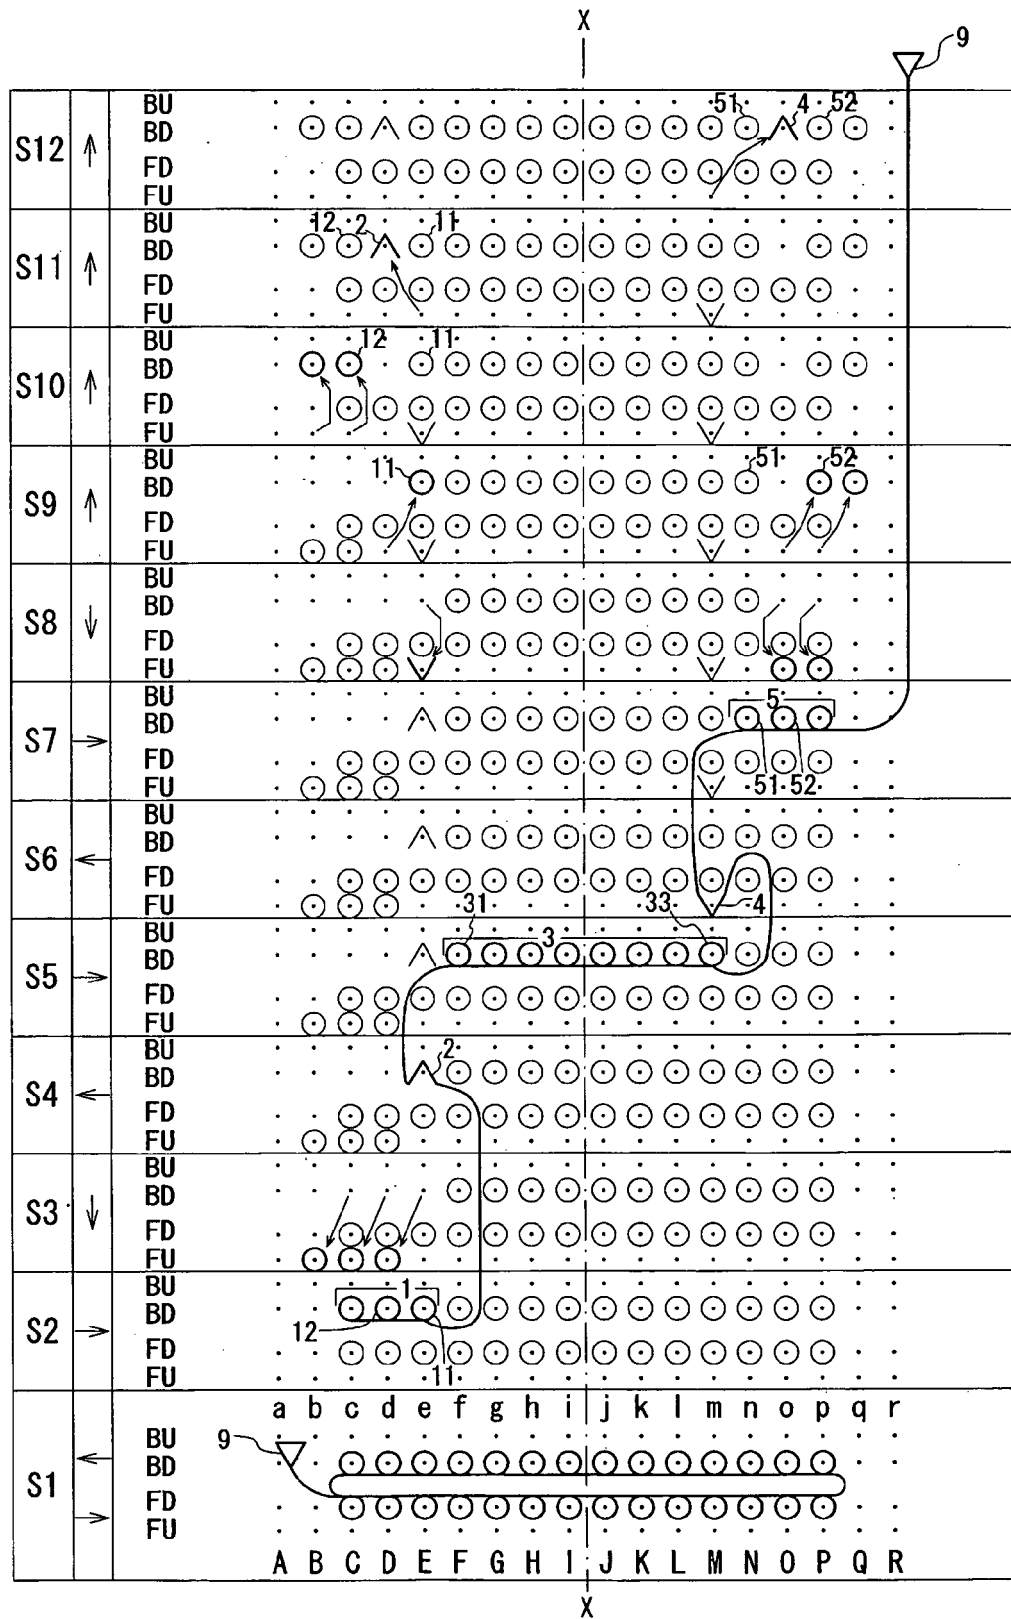 X
9
BU 51 4 52
S12 BD
FD
FU
BU 12 2 11
S11 BD
FD
FU
BU 12 11
S10 BD
FD
FU
BU 11 51 52
S9 BD
FD
FU
BU
S8 BD
FD
FU
BU 5
S7 BD
FD
FU 51 52
BU
S6 BD
FD
FU 4
BU 31 3 33
S5 BD
FD
FU
BU 2
S4 BD
FD
FU
BU
S3 BD
FD
FU
BU 1
S2 BD
12
FD
FU 11
a b c d e f g h i j k l m n o p q r
BU 9
S1 BD
FD
FU
A B C D E F G H I J K L M N O P Q R
X